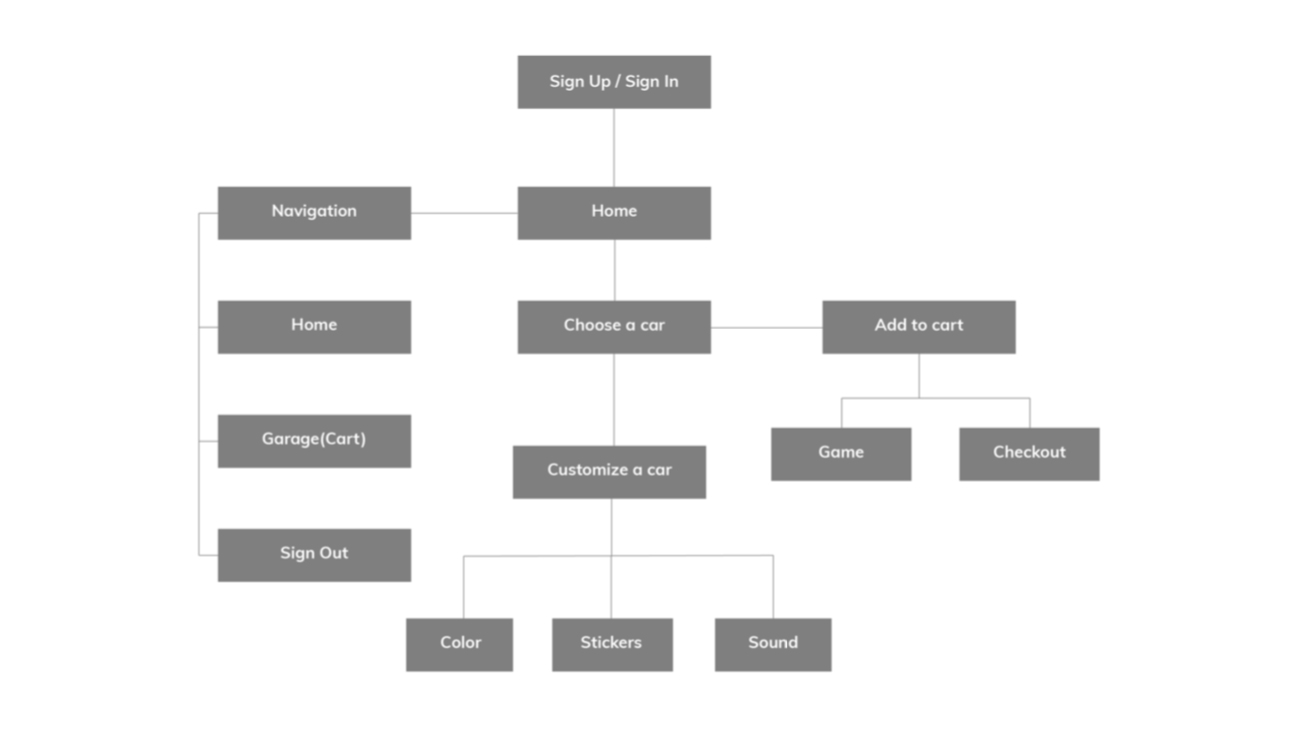 Sign Up / Sign In
Navigation
Home
Home
Choose a car
Add to cart
Garage(Cart)
Customize a car
Game
Checkout
Sign Out
Color
Stickers
Sound